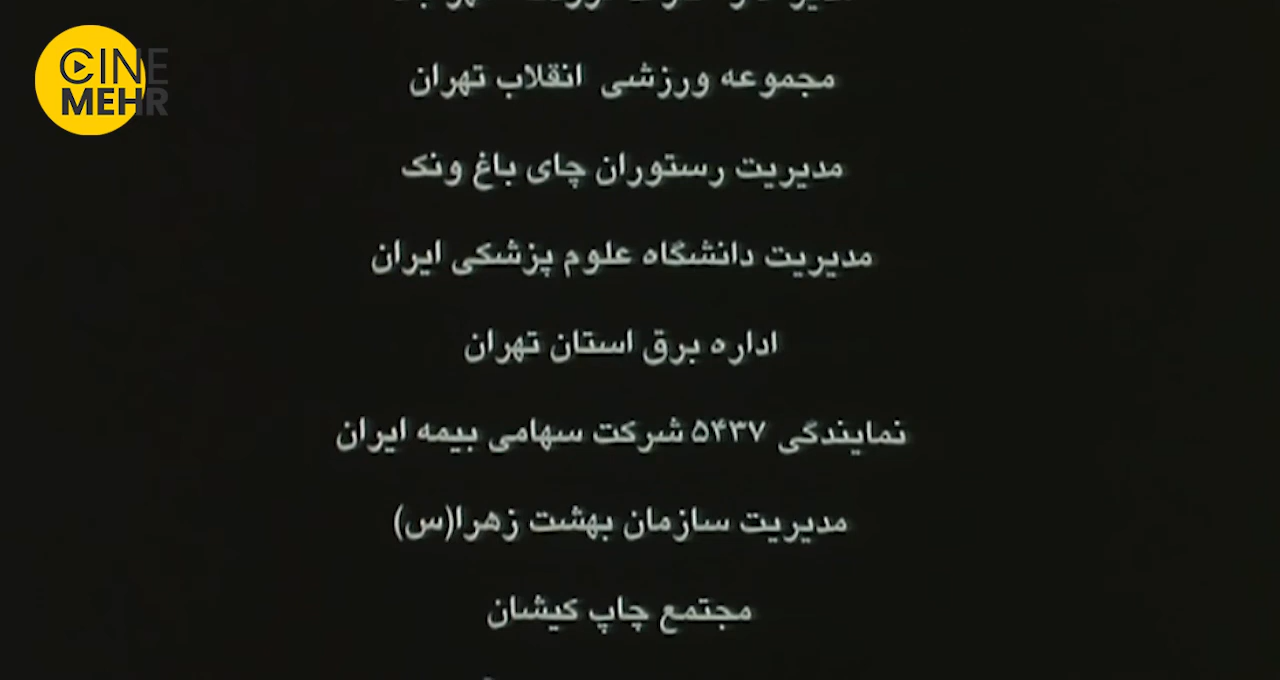 CINE
MEHR
مجموعه ورزشی انقلاب تهران
مدیریت رستوران چای باغ ونک
مدیریت دانشگاه علوم پزشکی ایران
اداره برق استان تهران
نمایندگی ۵۴۳۷ شرکت سهامی بیمه ایران
مدیریت سازمان بهشت زهرا(س)
مجتمع چاپ کیشان